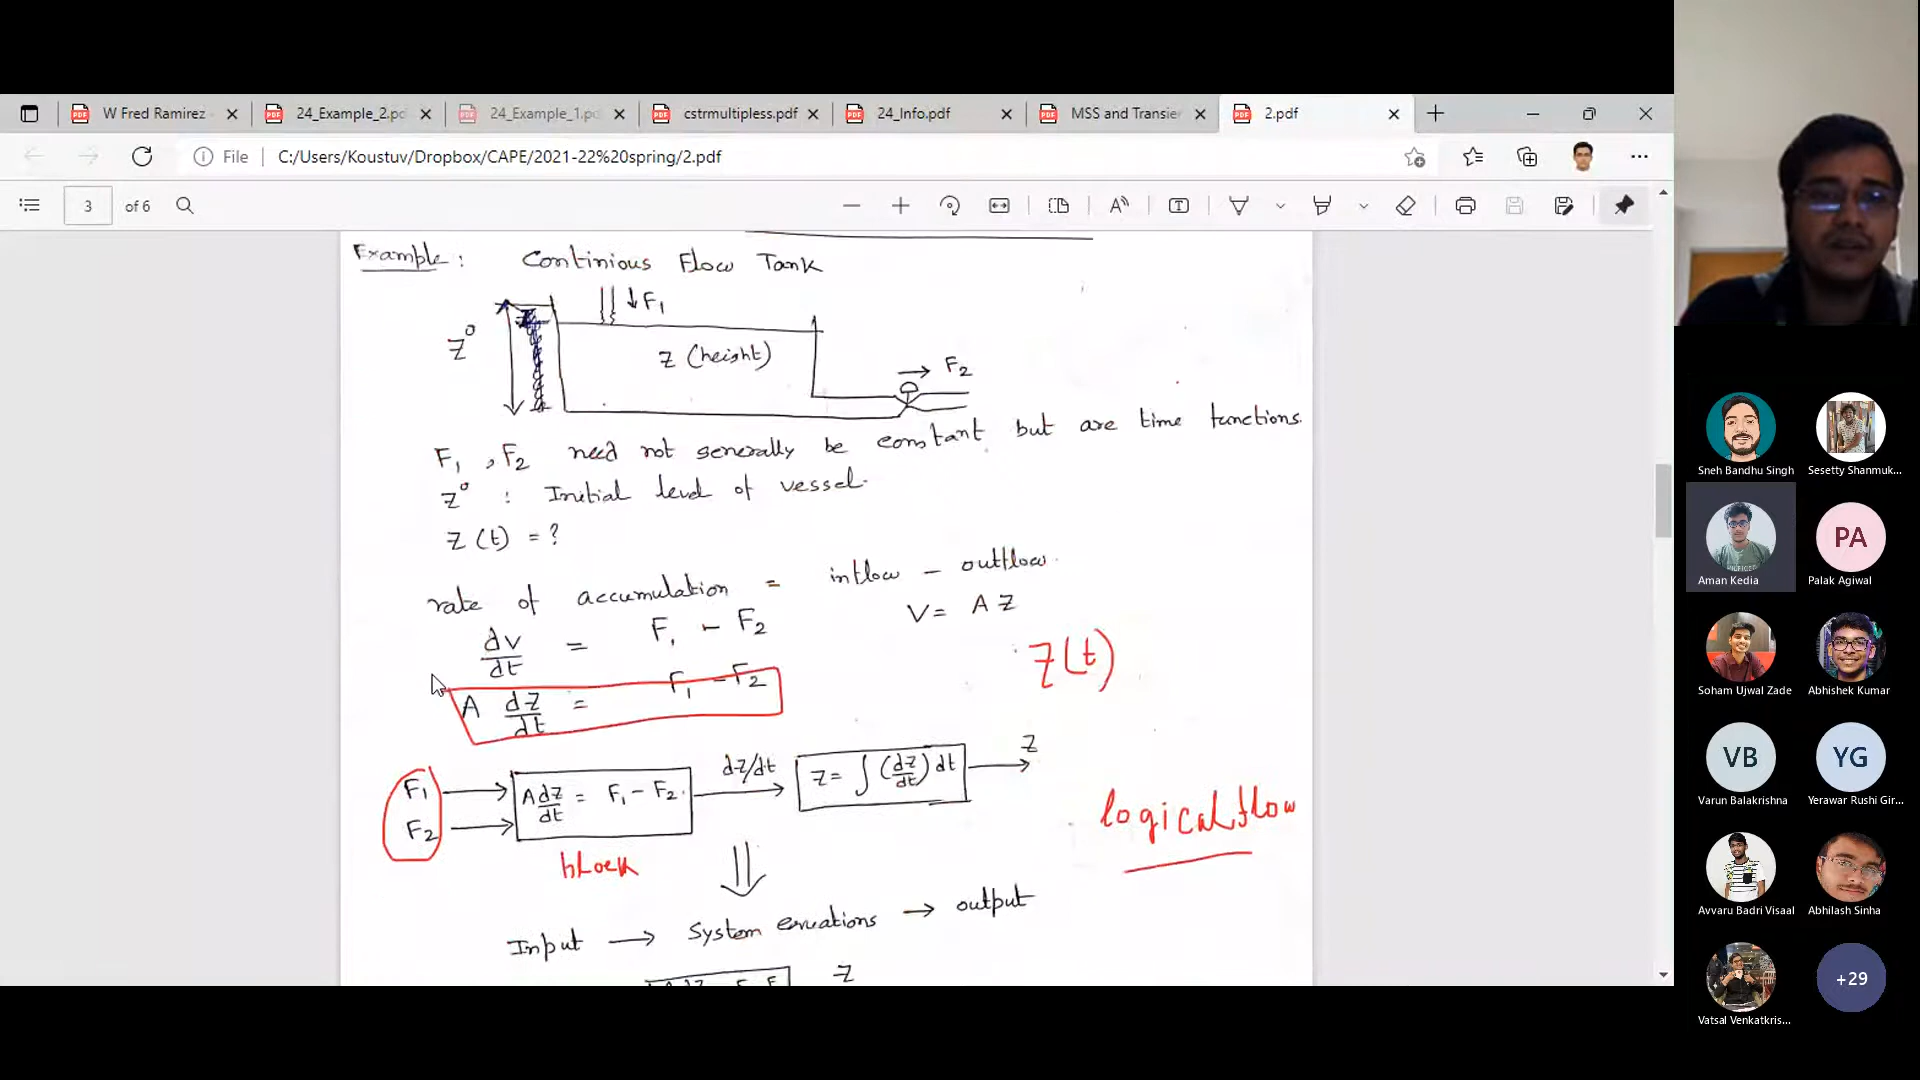 W Fred Ramirez
24_Example_2.pd
24_Example_1.pd
cstrmultipless.pdf
24_Info.pdf
MSS and Transie
2.pdf
File
C:/Users/Koustuv/Dropbox/CAPE/2021-22%20spring/2.pdf
3 of 6
Example : Continious Flow Tank
↓F₁
Z⁰
Z (height)
→ F₂
F₁ , F₂ need not generally be constant but are time functions.
Z⁰ : Initial level of vessel.
Z (t) = ?
rate of accumulation = inflow − outflow.
dv/dt = F₁ − F₂
V = A Z
Z(t)
A dZ/dt = F₁ − F₂
F₁
F₂
A dZ/dt = F₁ − F₂.
dZ/dt
Z = ∫ (dZ/dt) dt
Z
block
logical flow
Input → System equations → output
Z
Sneh Bandhu Singh
Sesetty Shanmuk...
Aman Kedia
PA
Palak Agiwal
Soham Ujwal Zade
Abhishek Kumar
VB
Varun Balakrishna
YG
Yerawar Rushi Gir...
Avvaru Badri Visaal
Abhilash Sinha
Vatsal Venkatkris...
+29